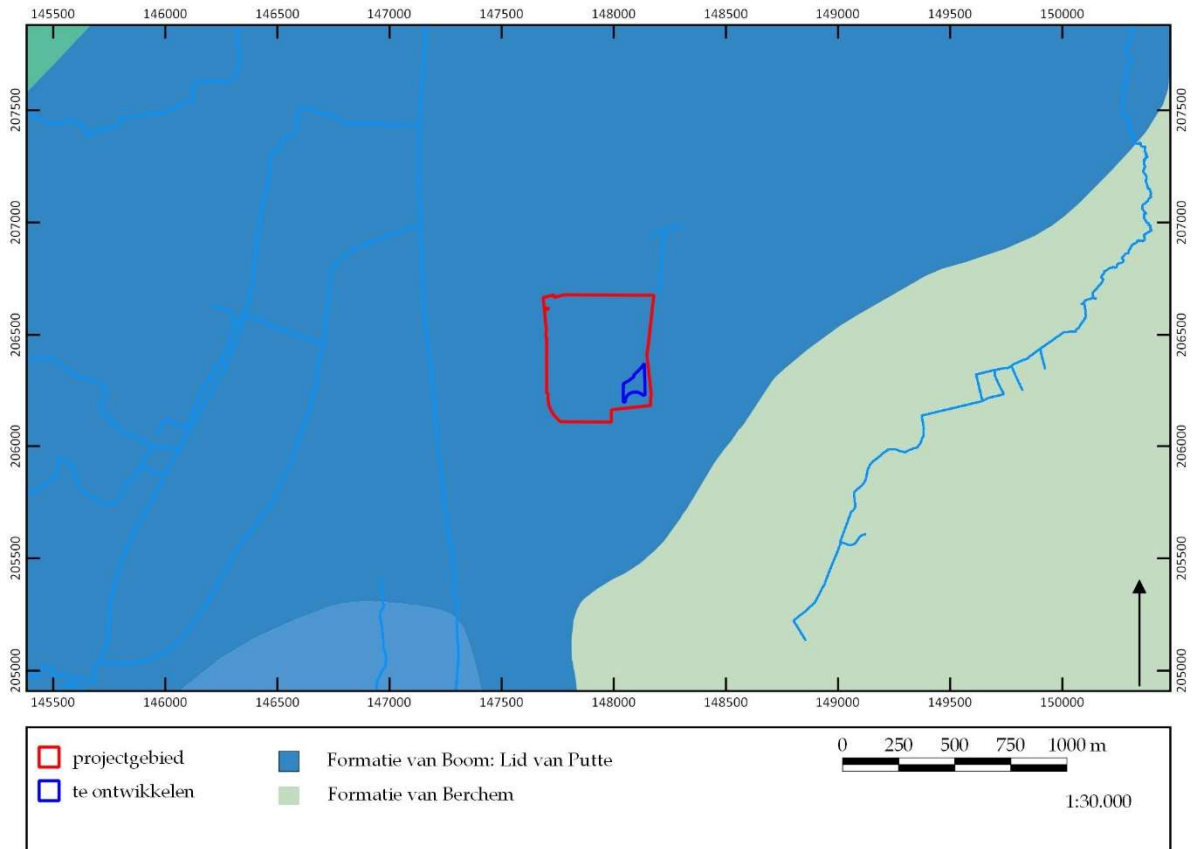 145500 146000 146500 147000 147500 148000 148500 149000 149500 150000
207500 207500
207000 207000
206500 206500
206000 206000
205500 205500
205000 205000
145500 146000 146500 147000 147500 148000 148500 149000 149500 150000
projectgebied
te ontwikkelen
Formatie van Boom: Lid van Putte
Formatie van Berchem
0 250 500 750 1000 m
1:30.000